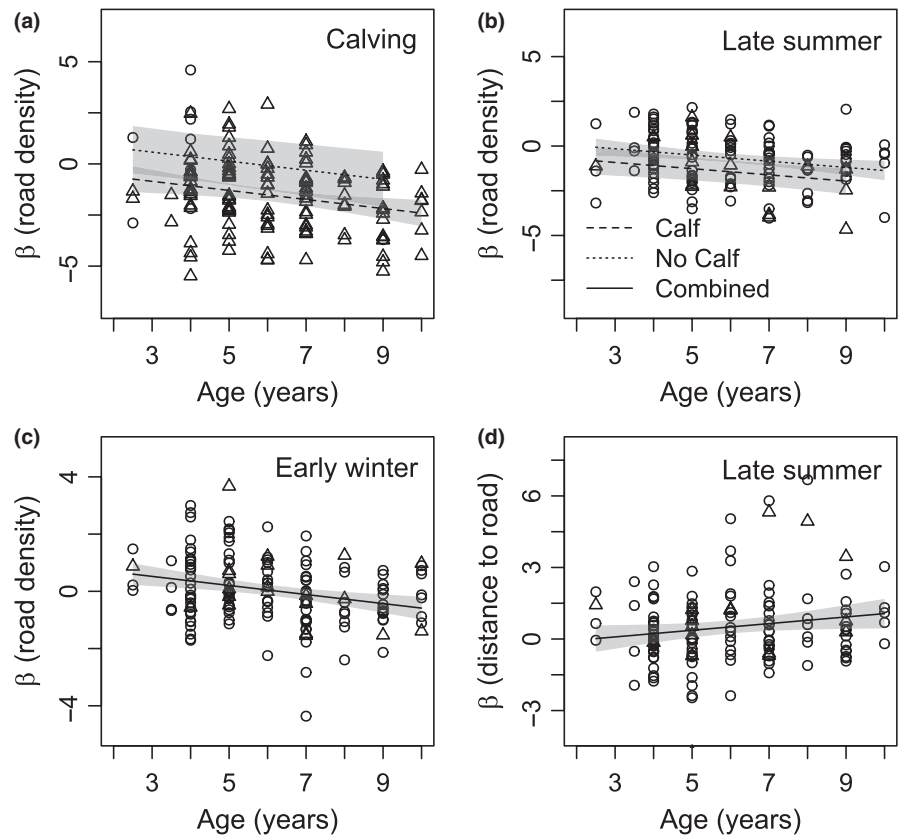 (a)
Calving
β (road density)
5
0
−5
3 5 7 9
Age (years)
(b)
Late summer
β (road density)
5
0
−5
Calf
No Calf
Combined
3 5 7 9
Age (years)
(c)
Early winter
β (road density)
4
0
−4
3 5 7 9
Age (years)
(d)
Late summer
β (distance to road)
6
3
0
−3
3 5 7 9
Age (years)